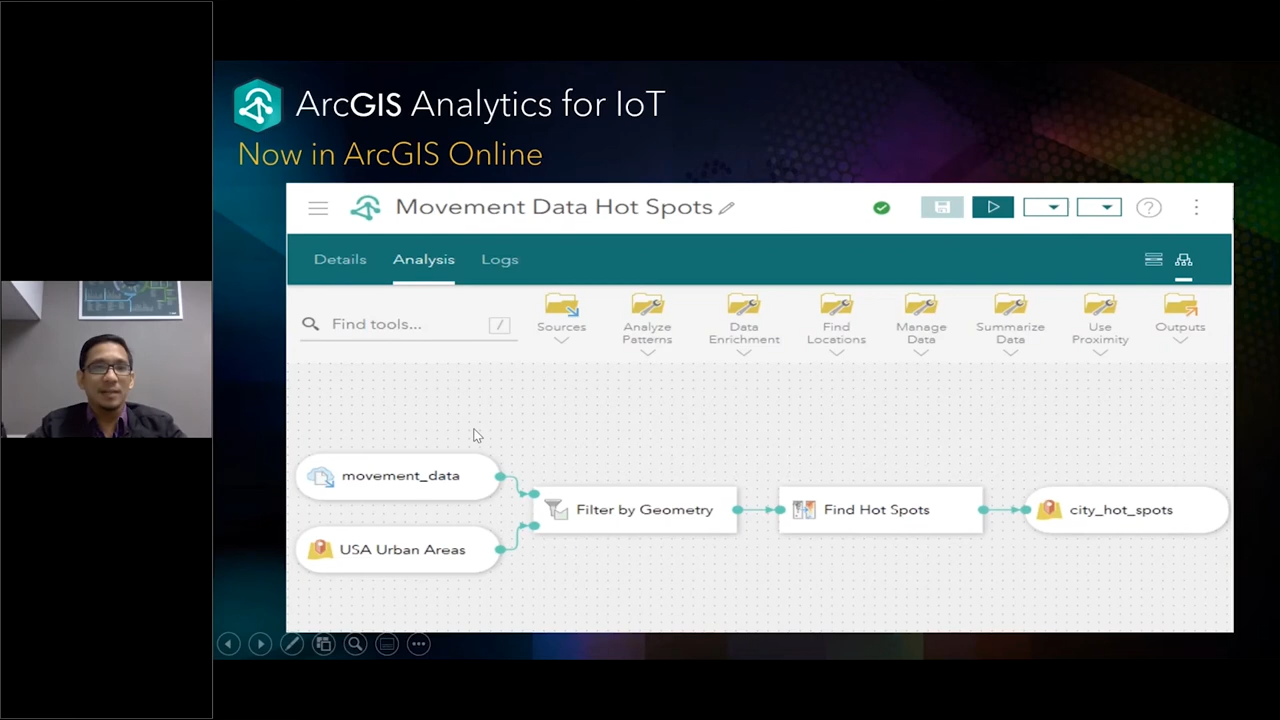 ArcGIS Analytics for IoT
Now in ArcGIS Online
Movement Data Hot Spots
?
Details
Analysis
Logs
Find tools...
/
Sources
Analyze
Patterns
Data
Enrichment
Find
Locations
Manage
Data
Summarize
Data
Use
Proximity
Outputs
movement_data
USA Urban Areas
Filter by Geometry
Find Hot Spots
city_hot_spots